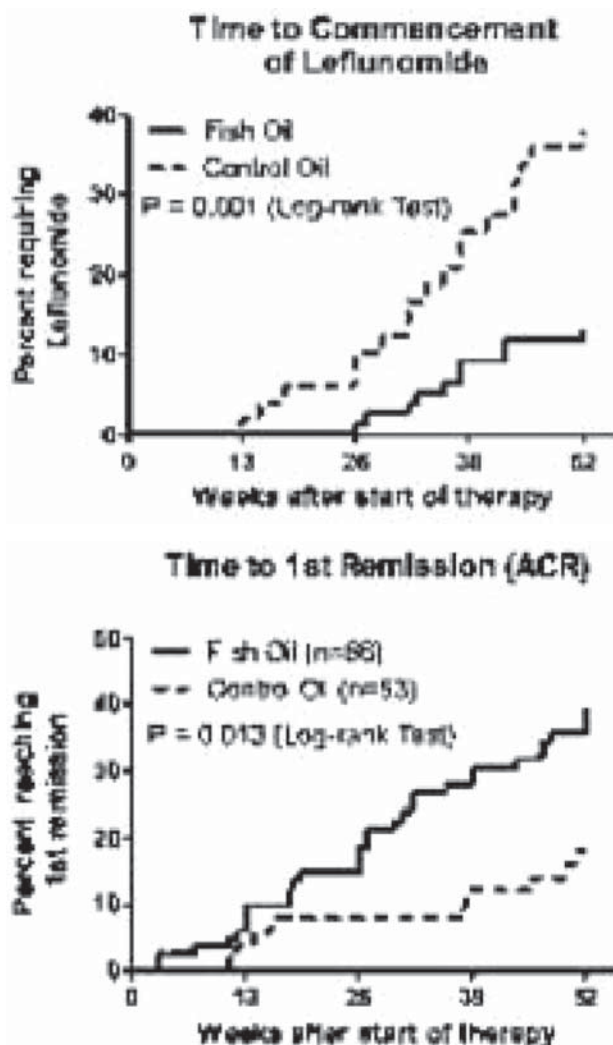 Time to Commencement
of Leflunomide
40
30
20
10
0
Percent requiring
Leflunomide
Fish Oil
Control Oil
P = 0.001 (Log-rank Test)
0 13 26 39 52
Weeks after start of therapy
Time to 1st Remission (ACR)
50
40
30
20
10
0
Percent reaching
1st remission
Fish Oil (n=86)
Control Oil (n=53)
P = 0.013 (Log-rank Test)
0 13 26 39 52
Weeks after start of therapy